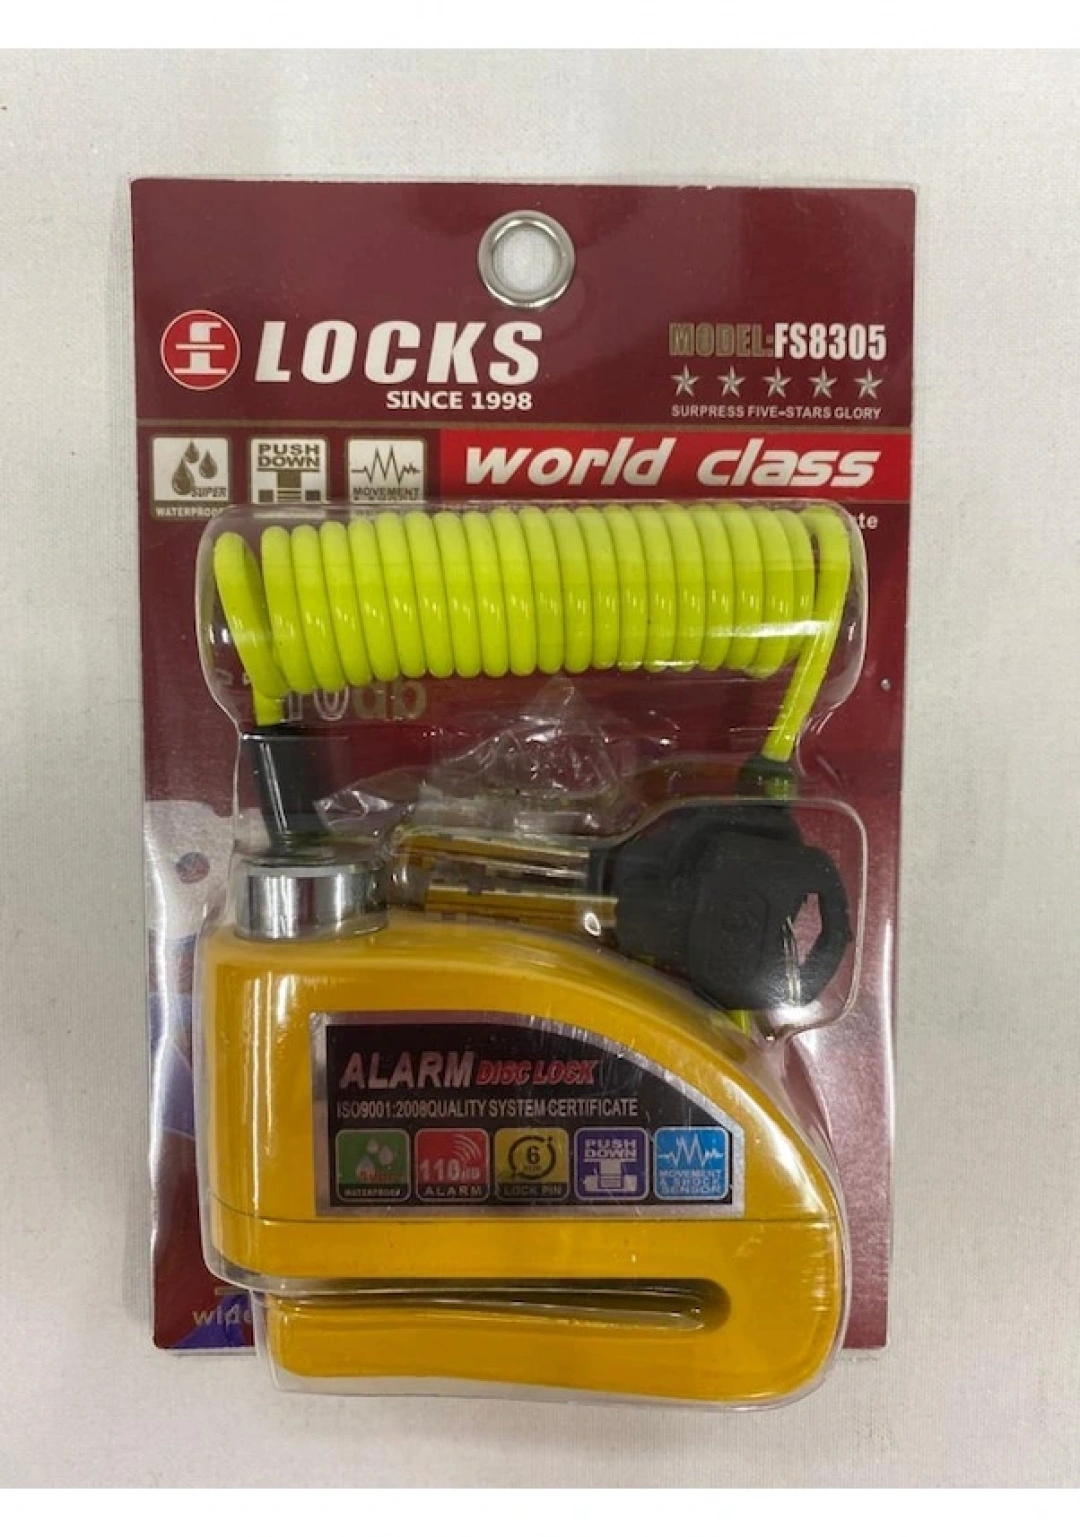 LOCKS
SINCE 1998
MODEL:FS8305
SURPRESS FIVE-STARS GLORY
SUPER
WATERPROOF
PUSH
DOWN
MOVEMENT
world class
ALARM DISC LOCK
ISO9001:2008QUALITY SYSTEM CERTIFICATE
WATERPROOF
110dB
ALARM
6
LOCK PIN
PUSH
DOWN
MOVEMENT
& SHOCK
SENSOR
wide